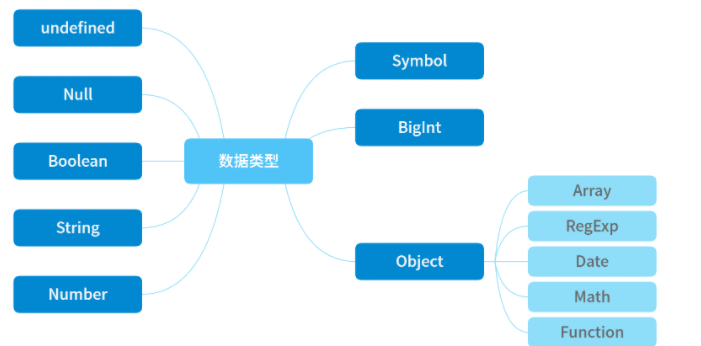 undefined
Null
Boolean
String
Number
数据类型
Symbol
BigInt
Object
Array
RegExp
Date
Math
Function